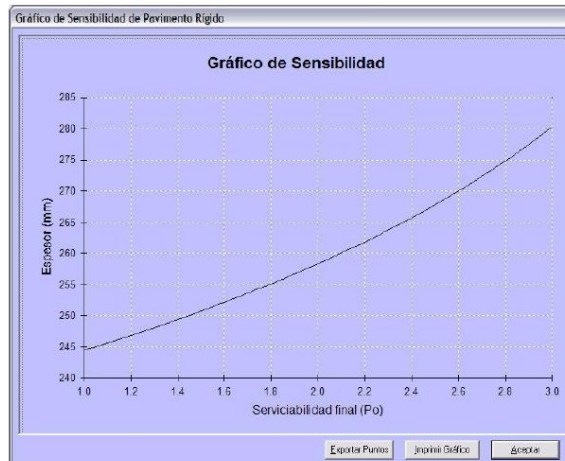 Gráfico de Sensibilidad de Pavimento Rígido
Gráfico de Sensibilidad
Espesor (mm)
285
280
275
270
265
260
255
250
245
240
1.0 1.2 1.4 1.6 1.8 2.0 2.2 2.4 2.6 2.8 3.0
Serviciabilidad final (Po)
Exportar Puntos Imprimir Gráfico Aceptar